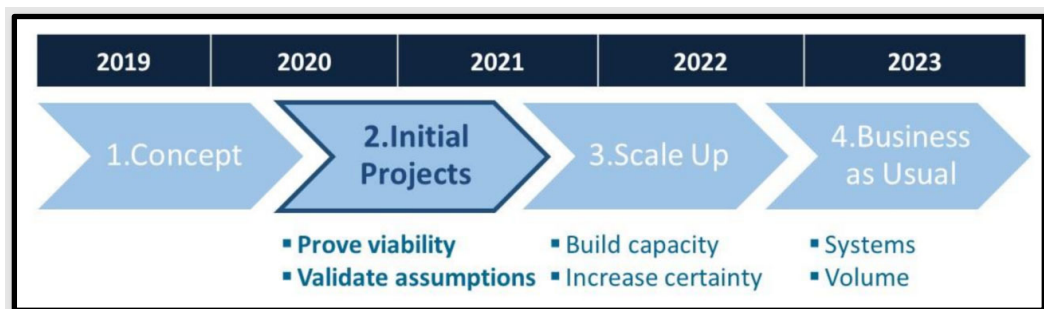 2019 2020 2021 2022 2023
1.Concept
2.Initial
Projects
3.Scale Up
4.Business
as Usual
▪ Prove viability
▪ Validate assumptions
▪ Build capacity
▪ Increase certainty
▪ Systems
▪ Volume